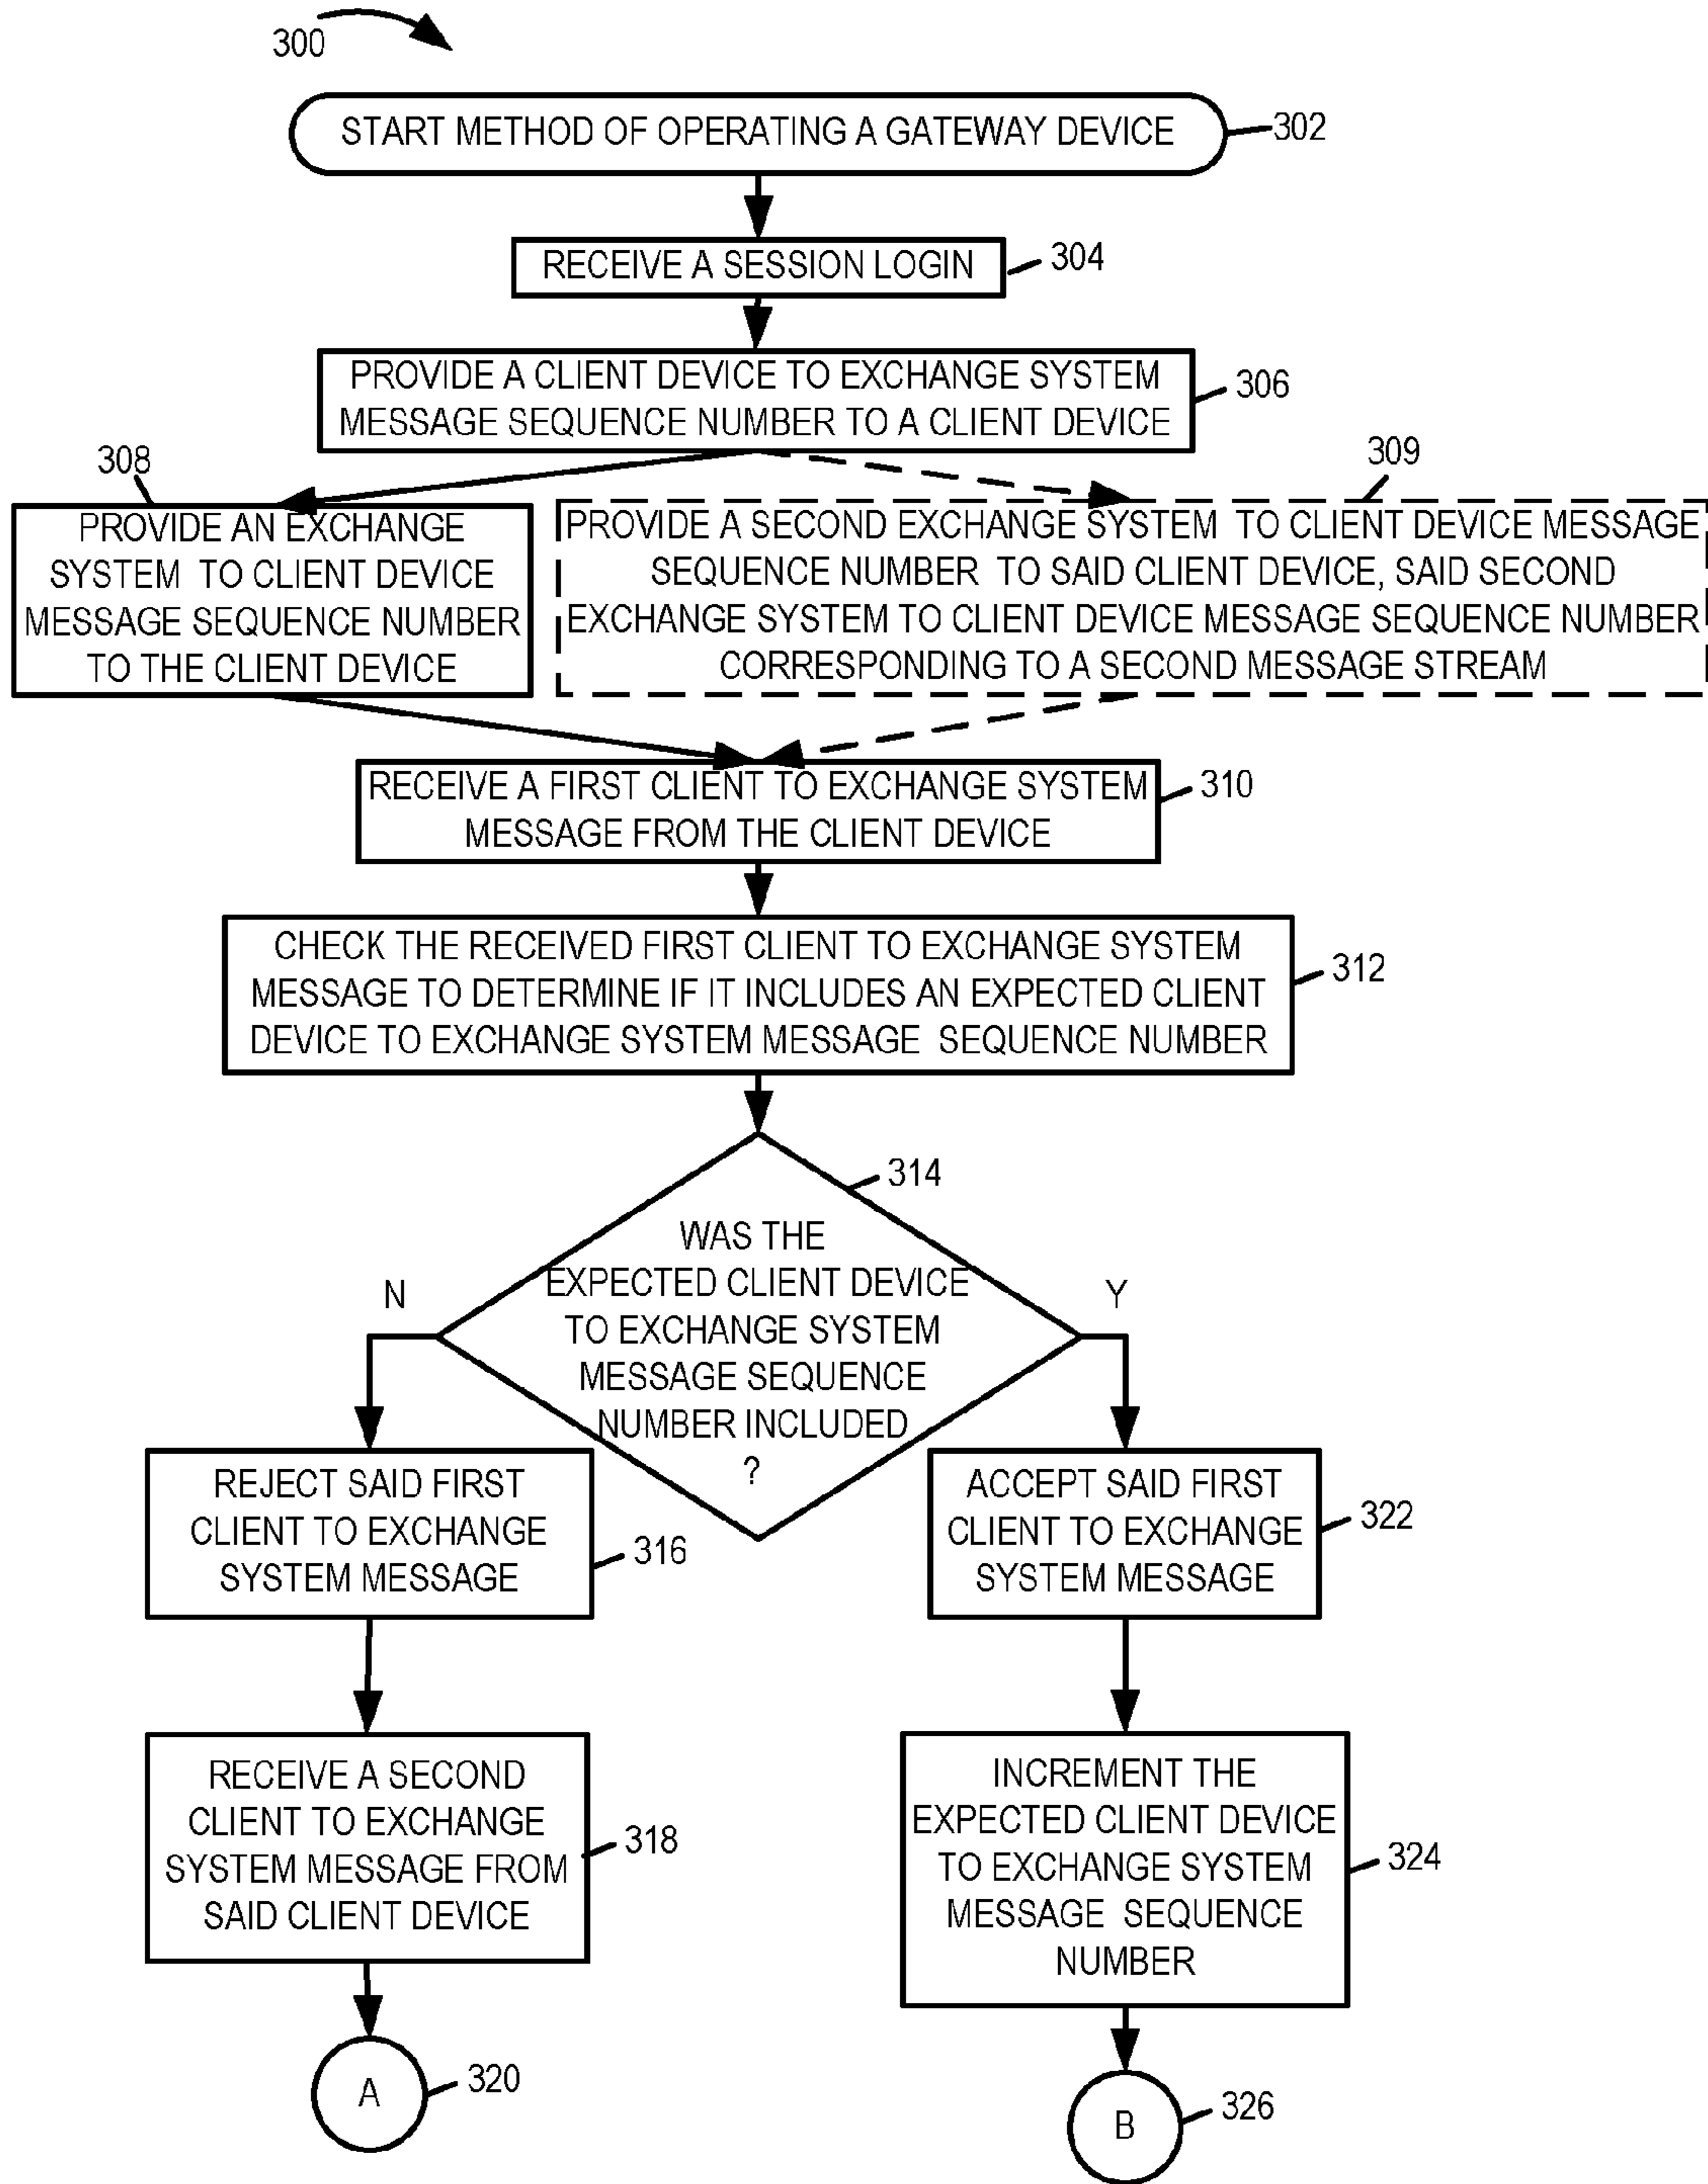 300
START METHOD OF OPERATING A GATEWAY DEVICE
302
RECEIVE A SESSION LOGIN
304
PROVIDE A CLIENT DEVICE TO EXCHANGE SYSTEM
MESSAGE SEQUENCE NUMBER TO A CLIENT DEVICE
306
308
PROVIDE AN EXCHANGE
SYSTEM TO CLIENT DEVICE
MESSAGE SEQUENCE NUMBER
TO THE CLIENT DEVICE
309
PROVIDE A SECOND EXCHANGE SYSTEM TO CLIENT DEVICE MESSAGE
SEQUENCE NUMBER TO SAID CLIENT DEVICE, SAID SECOND
EXCHANGE SYSTEM TO CLIENT DEVICE MESSAGE SEQUENCE NUMBER
CORRESPONDING TO A SECOND MESSAGE STREAM
RECEIVE A FIRST CLIENT TO EXCHANGE SYSTEM
MESSAGE FROM THE CLIENT DEVICE
310
CHECK THE RECEIVED FIRST CLIENT TO EXCHANGE SYSTEM
MESSAGE TO DETERMINE IF IT INCLUDES AN EXPECTED CLIENT
DEVICE TO EXCHANGE SYSTEM MESSAGE SEQUENCE NUMBER
312
314
WAS THE
EXPECTED CLIENT DEVICE
TO EXCHANGE SYSTEM
MESSAGE SEQUENCE
NUMBER INCLUDED
?
N
Y
REJECT SAID FIRST
CLIENT TO EXCHANGE
SYSTEM MESSAGE
316
ACCEPT SAID FIRST
CLIENT TO EXCHANGE
SYSTEM MESSAGE
322
RECEIVE A SECOND
CLIENT TO EXCHANGE
SYSTEM MESSAGE FROM
SAID CLIENT DEVICE
318
INCREMENT THE
EXPECTED CLIENT DEVICE
TO EXCHANGE SYSTEM
MESSAGE SEQUENCE
NUMBER
324
A
320
B
326